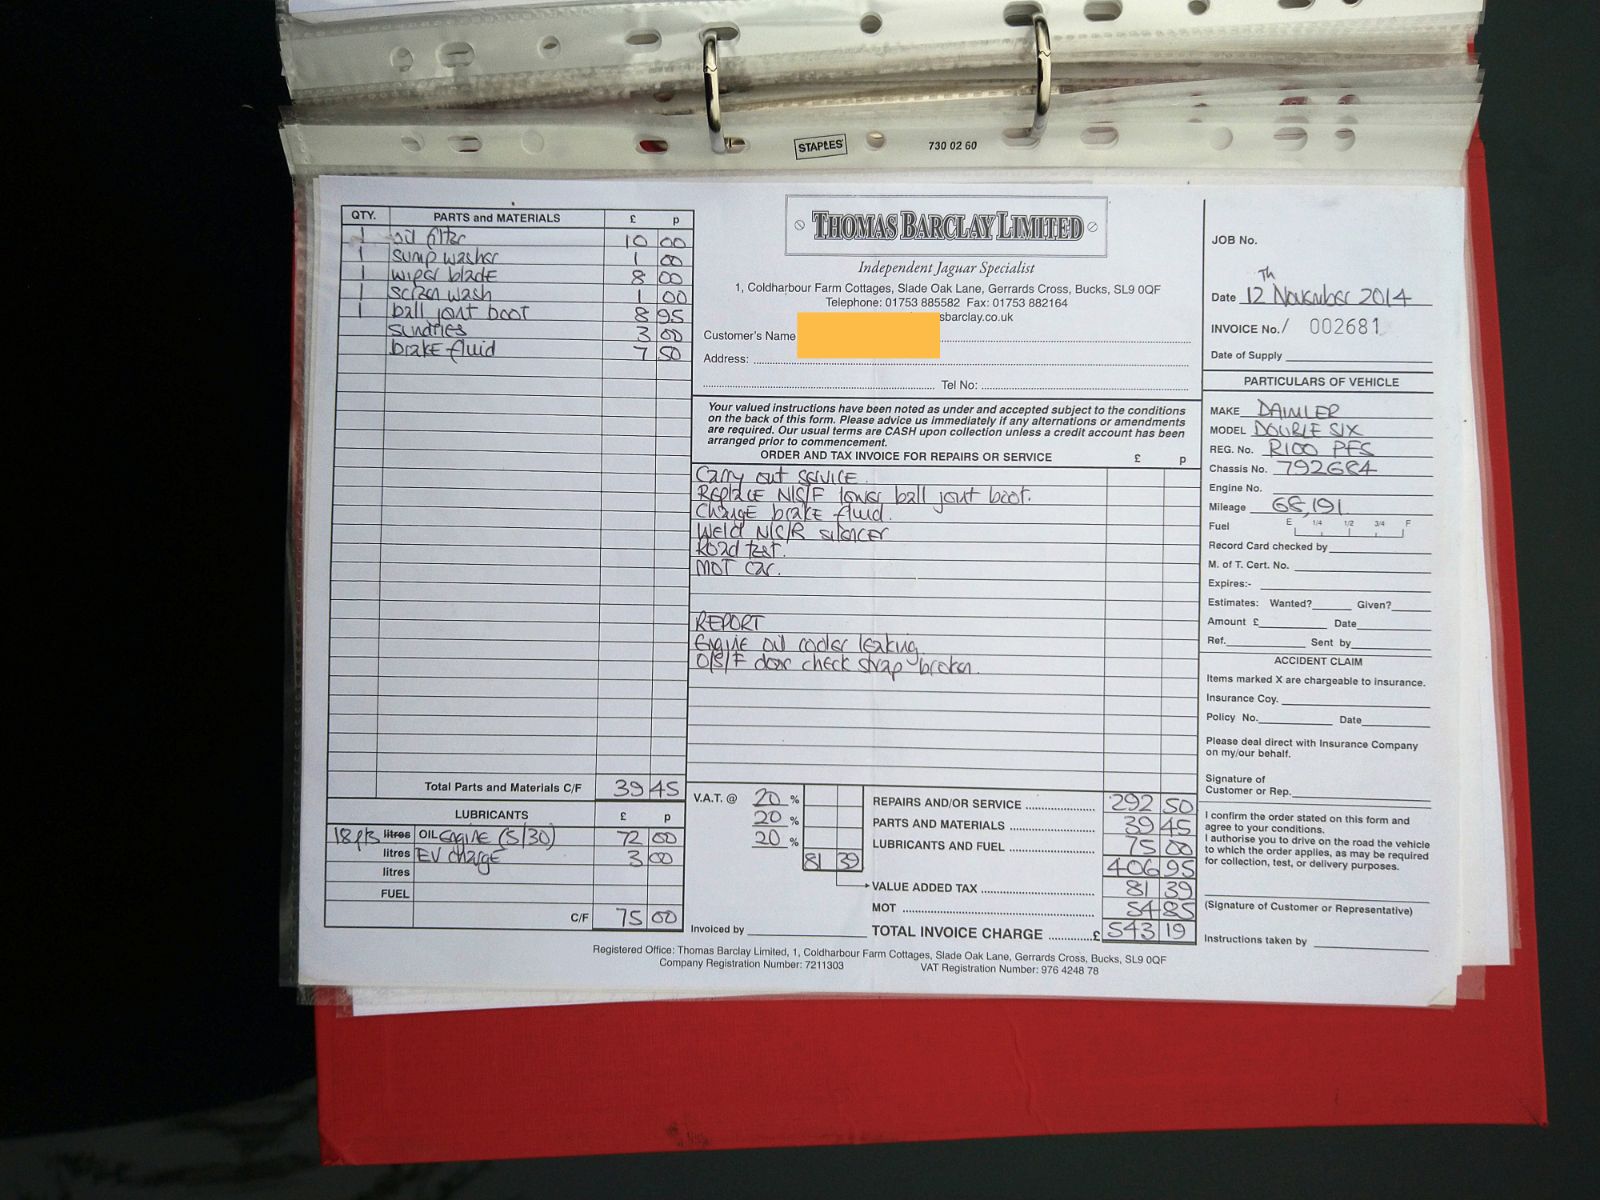 STAPLES
730 02 60
QTY. PARTS and MATERIALS £ p
1 oil filter 10 00
1 sump washer 1 00
1 wiper blade 8 00
1 screen wash 1 00
1 ball joint boot 8 95
sundries 3 00
brake fluid 7 50
Total Parts and Materials C/F 39 45
LUBRICANTS £ p
18pts litres OIL Engine (5/30) 72 00
litres EV charge 3 00
litres
FUEL
C/F 75 00
THOMAS BARCLAY LIMITED
Independent Jaguar Specialist
1, Coldharbour Farm Cottages, Slade Oak Lane, Gerrards Cross, Bucks, SL9 0QF
Telephone: 01753 885582 Fax: 01753 882164
sbarclay.co.uk
Customer's Name
Address:
Tel No:
Your valued instructions have been noted as under and accepted subject to the conditions
on the back of this form. Please advise us immediately if any alternations or amendments
are required. Our usual terms are CASH upon collection unless a credit account has been
arranged prior to commencement.
ORDER AND TAX INVOICE FOR REPAIRS OR SERVICE £ p
Carry out service.
Replace N/S/F lower ball joint boot.
Change brake fluid.
Weld N/S/R silencer
Road test.
MOT car.
REPORT
Engine oil cooler leaking.
O/S/F door check strap broken.
V.A.T. @ 20 %
20 %
20 %
81 39
REPAIRS AND/OR SERVICE 292 50
PARTS AND MATERIALS 39 45
LUBRICANTS AND FUEL 75 00
406 95
VALUE ADDED TAX 81 39
MOT 54 85
Invoiced by
TOTAL INVOICE CHARGE £ 543 19
JOB No.
Date 12Th November 2014
INVOICE No./ 002681
Date of Supply
PARTICULARS OF VEHICLE
MAKE DAIMLER
MODEL DOUBLE SIX
REG. No. R100 PFS
Chassis No. 792684
Engine No.
Mileage 68,191
Fuel E 1/4 1/2 3/4 F
Record Card checked by
M. of T. Cert. No.
Expires:-
Estimates: Wanted? Given?
Amount £ Date
Ref. Sent by
ACCIDENT CLAIM
Items marked X are chargeable to insurance.
Insurance Coy.
Policy No. Date
Please deal direct with Insurance Company
on my/our behalf.
Signature of
Customer or Rep.
I confirm the order stated on this form and
agree to your conditions.
I authorise you to drive on the road the vehicle
to which the order applies, as may be required
for collection, test, or delivery purposes.
(Signature of Customer or Representative)
Instructions taken by
Registered Office: Thomas Barclay Limited, 1, Coldharbour Farm Cottages, Slade Oak Lane, Gerrards Cross, Bucks, SL9 0QF
Company Registration Number: 7211303 VAT Registration Number: 976 4248 78